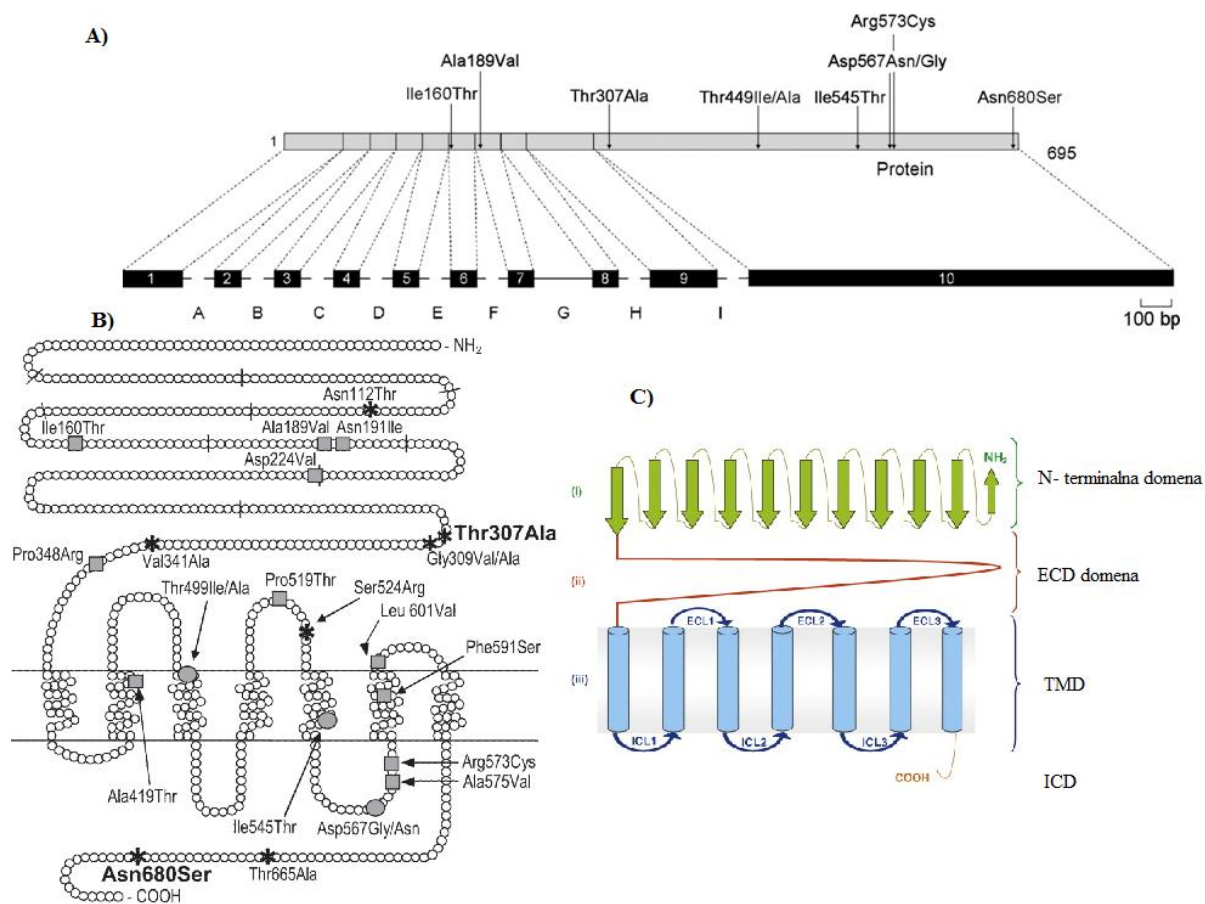 A)
Arg573Cys
Ala189Val
Asp567Asn/Gly
Ile160Thr
Thr307Ala
Thr449Ile/Ala
Ile545Thr
Asn680Ser
1
695
Protein
1 2 3 4 5 6 7 8 9 10
A B C D E F G H I
100 bp
B)
- NH2
Asn112Thr
Ile160Thr
Ala189Val
Asn191Ile
Asp224Val
Thr307Ala
Pro348Arg
Val341Ala
Gly309Val/Ala
Thr499Ile/Ala
Pro519Thr
Ser524Arg
Leu 601Val
Phe591Ser
Arg573Cys
Ala575Val
Ala419Thr
Ile545Thr
Asp567Gly/Asn
Asn680Ser
Thr665Ala
- COOH
C)
NH2
(i)
N- terminalna domena
(ii)
ECD domena
ECL1 ECL2 ECL3
(iii)
TMD
ICL1 ICL2 ICL3
COOH
ICD